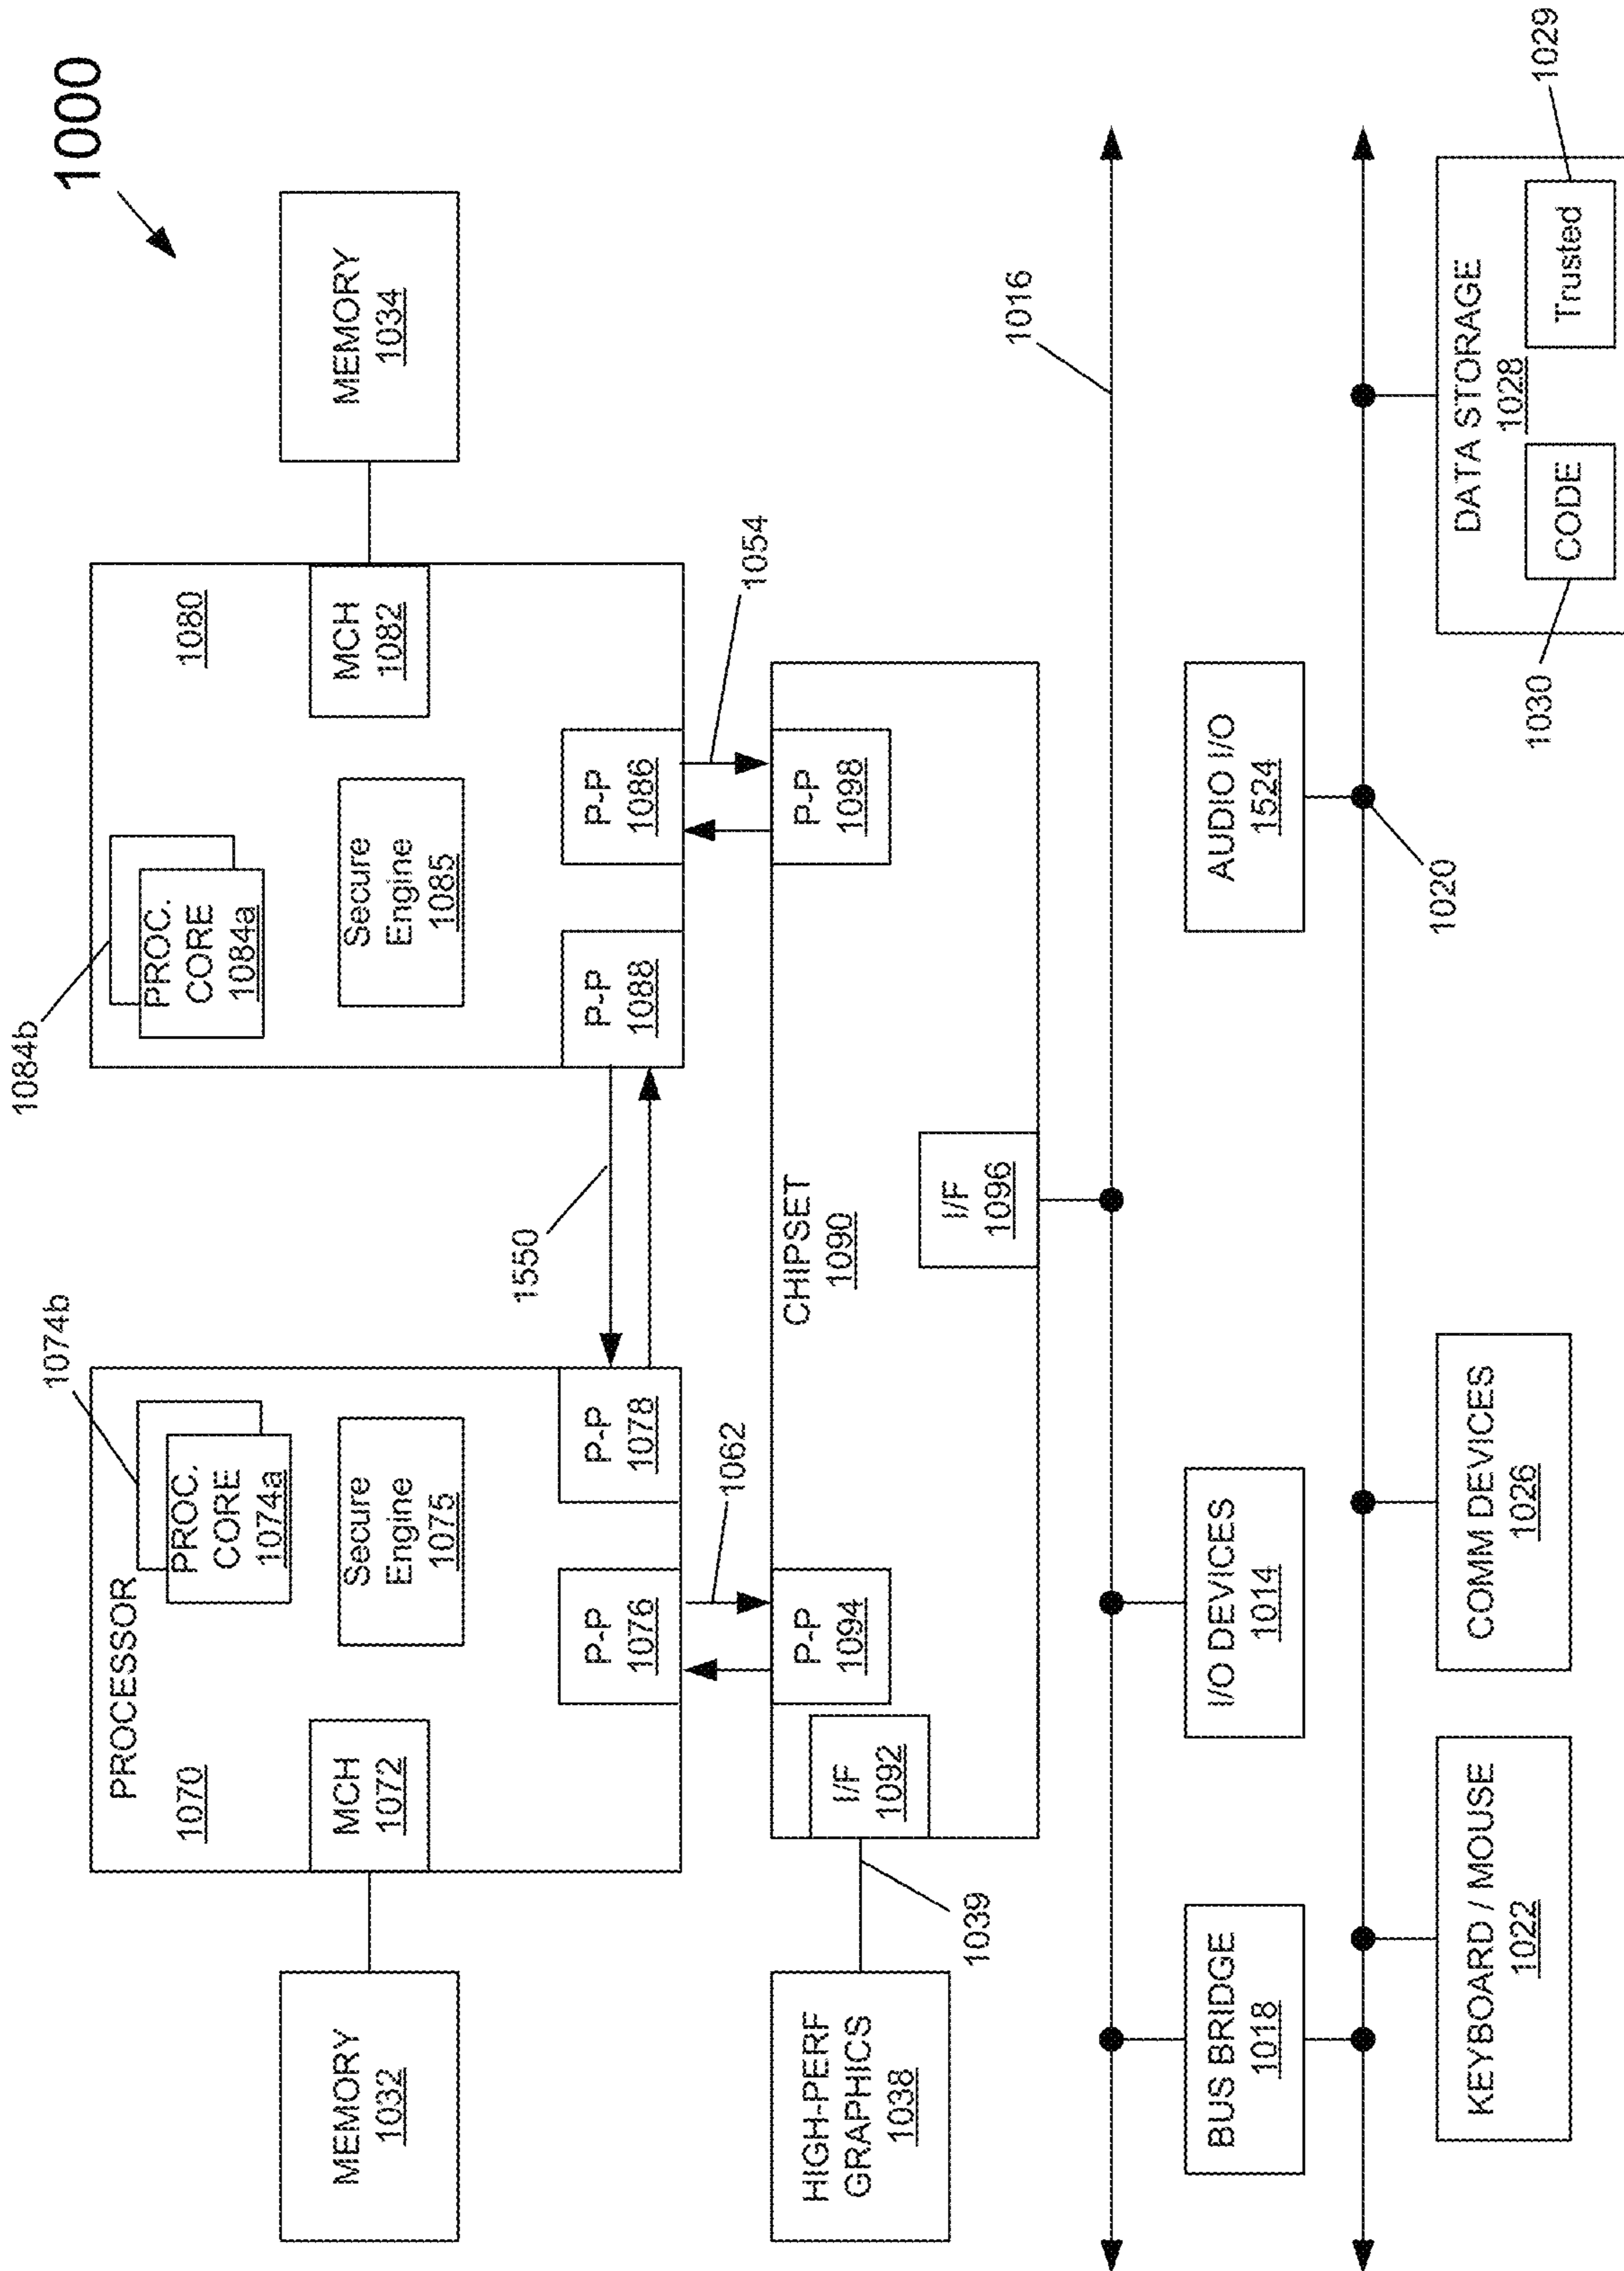 1000
1074b
1084b
PROCESSOR
1070
PROC.
CORE
1074a
PROC.
CORE
1084a
1080
MEMORY
1032
MCH
1072
Secure
Engine
1075
Secure
Engine
1085
MCH
1082
MEMORY
1034
1550
P-P
1076
P-P
1078
P-P
1088
P-P
1086
1062
1054
HIGH-PERF
GRAPHICS
1038
1039
I/F
1092
P-P
1094
CHIPSET
1090
P-P
1098
I/F
1096
1016
BUS BRIDGE
1018
I/O DEVICES
1014
AUDIO I/O
1524
1020
KEYBOARD / MOUSE
1022
COMM DEVICES
1026
DATA STORAGE
1028
1030
CODE
Trusted
1029